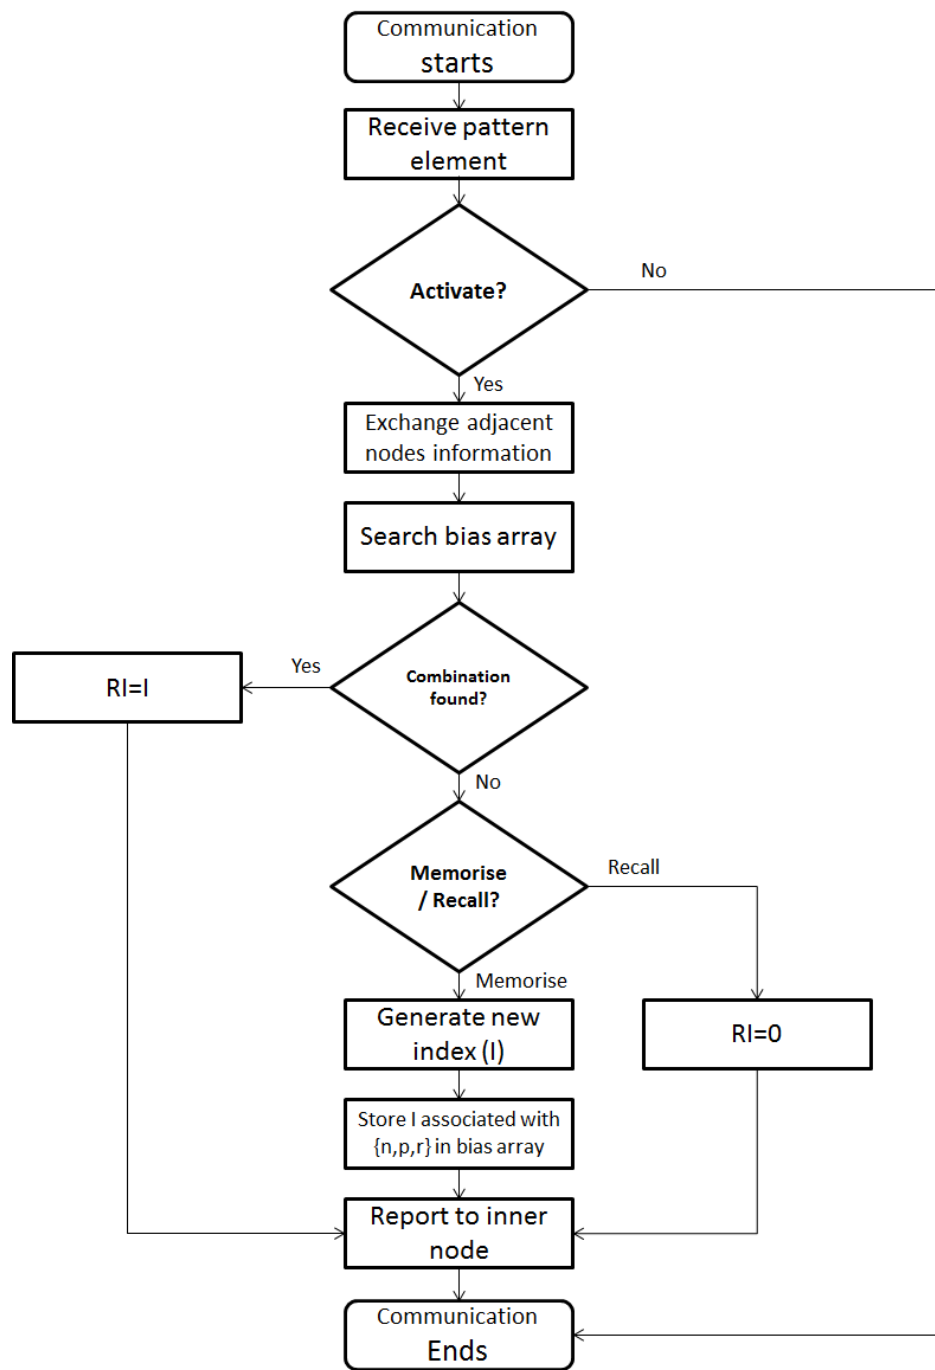 Communication
starts
Receive pattern
element
Activate?
No
Yes
Exchange adjacent
nodes information
Search bias array
Yes
RI=I
Combination
found?
No
Memorise
/ Recall?
Recall
Memorise
Generate new
index (I)
RI=0
Store I associated with
{n,p,r} in bias array
Report to inner
node
Communication
Ends